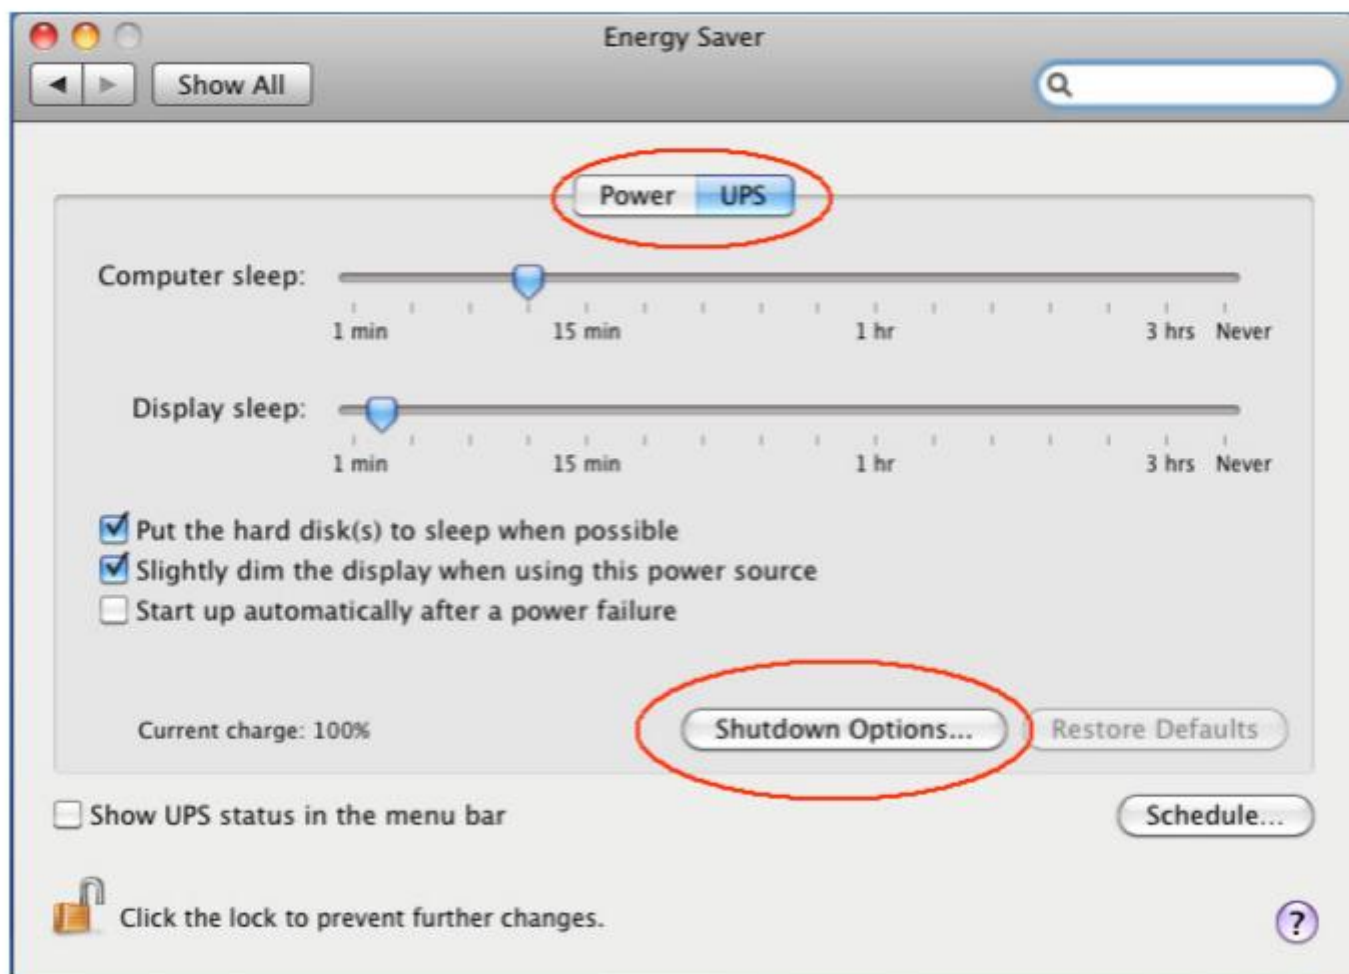 Energy Saver
Show All
Power UPS
Computer sleep:
1 min 15 min 1 hr 3 hrs Never
Display sleep:
1 min 15 min 1 hr 3 hrs Never
Put the hard disk(s) to sleep when possible
Slightly dim the display when using this power source
Start up automatically after a power failure
Current charge: 100% Shutdown Options... Restore Defaults
Show UPS status in the menu bar Schedule...
Click the lock to prevent further changes. ?